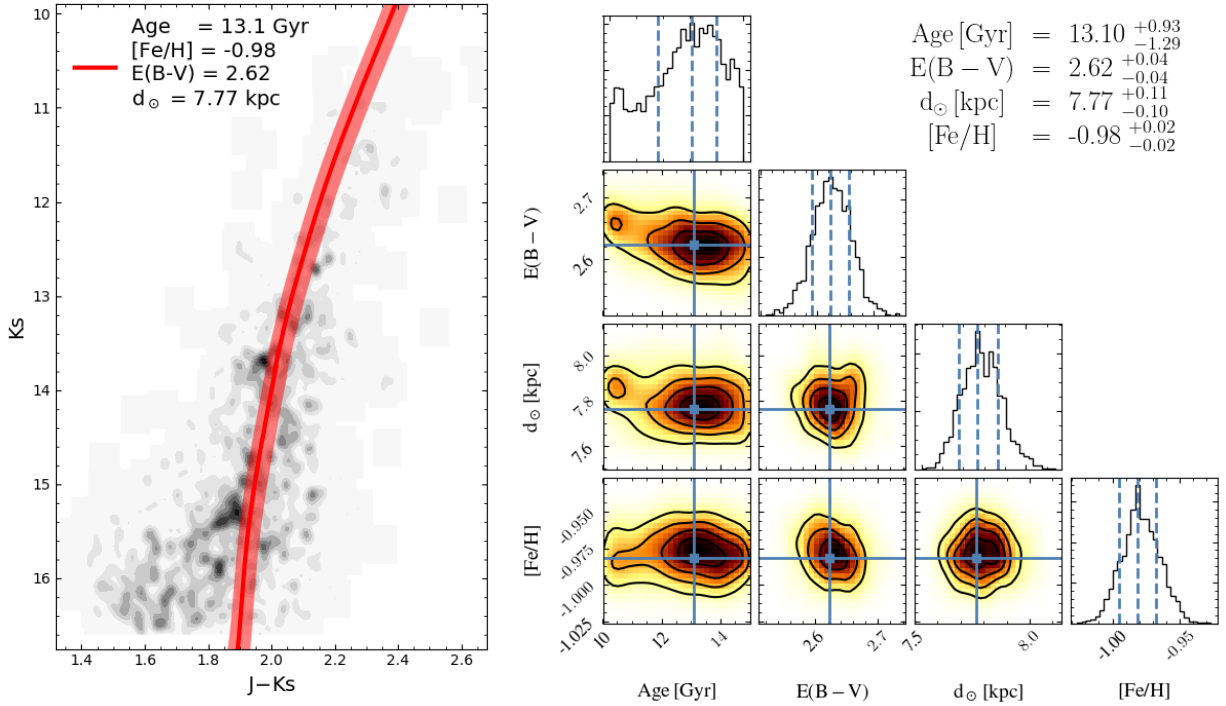 Age = 13.1 Gyr
[Fe/H] = -0.98
E(B-V) = 2.62
d⊙ = 7.77 kpc
10
11
12
13
14
15
16
Ks
1.4 1.6 1.8 2.0 2.2 2.4 2.6
J−Ks
Age [Gyr] = 13.10 +0.93 −1.29
E(B − V) = 2.62 +0.04 −0.04
d⊙ [kpc] = 7.77 +0.11 −0.10
[Fe/H] = -0.98 +0.02 −0.02
2.7
2.6
E(B − V)
8.0
7.8
7.6
d⊙ [kpc]
-0.950
-0.975
-1.000
-1.025
[Fe/H]
10 12 14 2.6 2.7 7.5 8.0 -1.00 -0.95
Age [Gyr] E(B − V) d⊙ [kpc] [Fe/H]